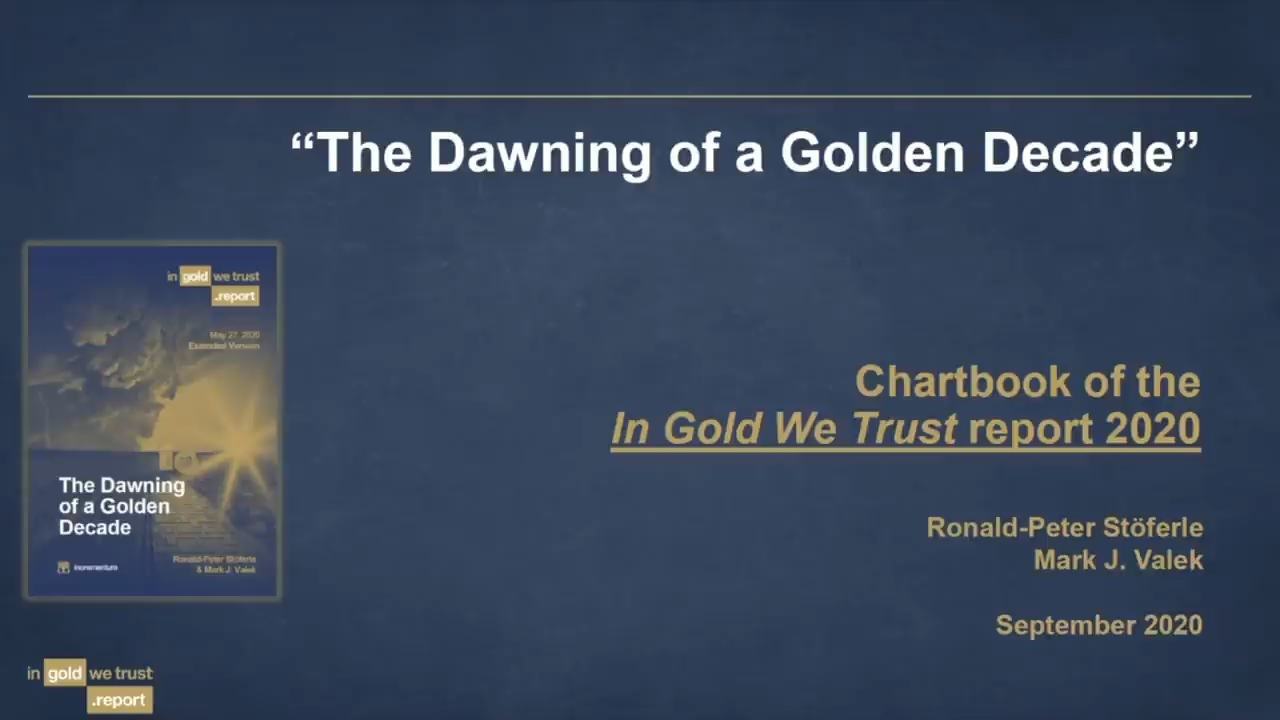 “The Dawning of a Golden Decade”
in gold we trust
.report
May 27, 2020
Extended Version
The Dawning
of a Golden
Decade
Ronald-Peter Stöferle
& Mark J. Valek
incrementum
Chartbook of the
In Gold We Trust report 2020
Ronald-Peter Stöferle
Mark J. Valek
September 2020
in gold we trust
.report